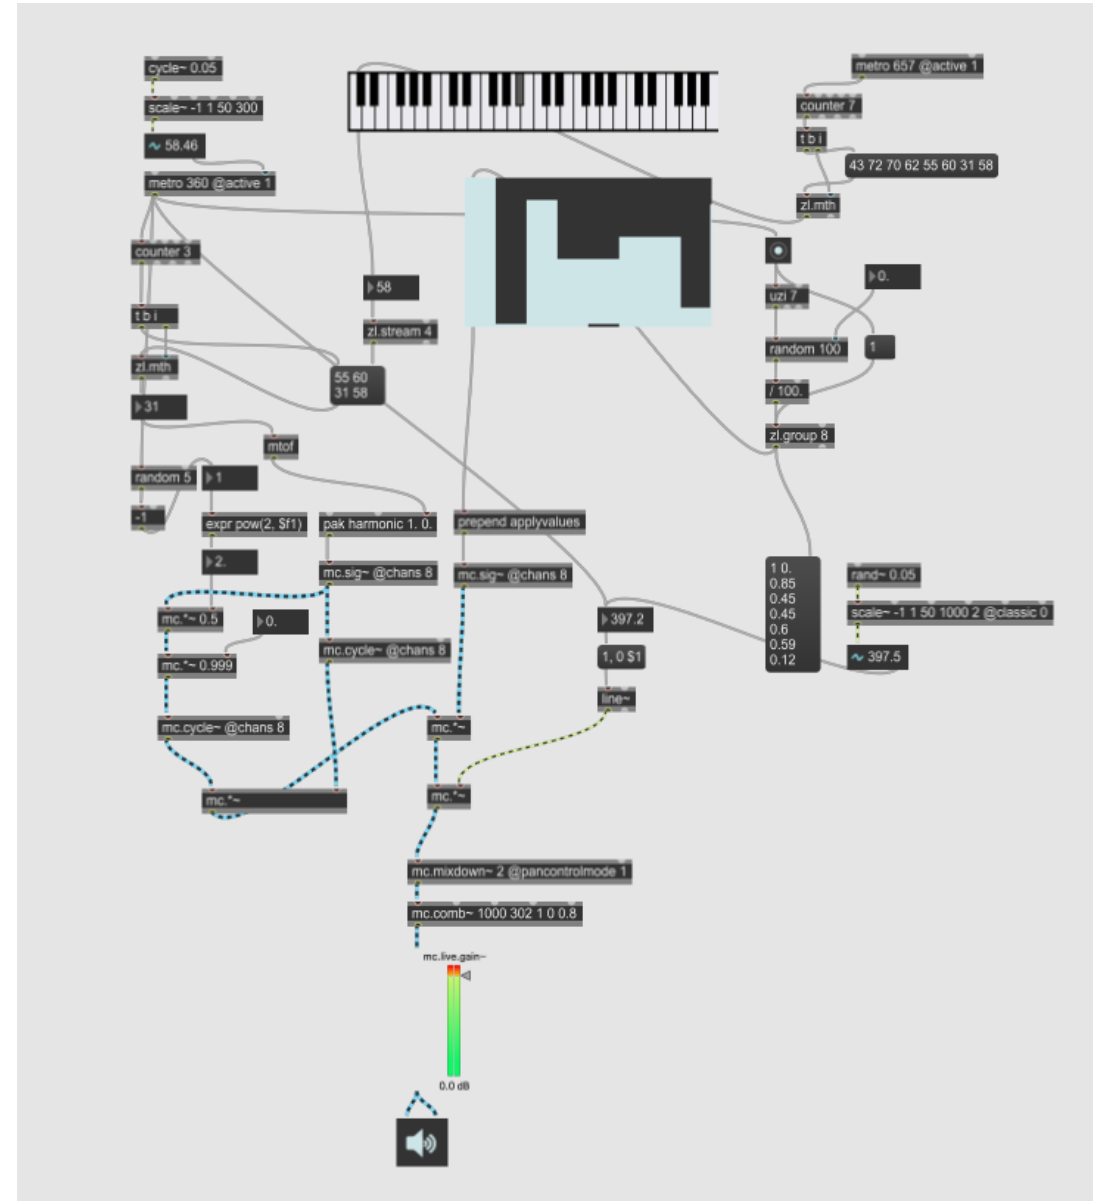 cycle~ 0.05
scale~ -1 1 50 300
58.46
metro 360 @active 1
counter 3
t b i
zl.mth
31
mtof
random 5
1
-1
expr pow(2, $f1)
2.
mc.*~ 0.5
0.
mc.*~ 0.999
mc.cycle~ @chans 8
mc.*~
58
zl.stream 4
55 60
31 58
pak harmonic 1. 0.
mc.sig~ @chans 8
mc.cycle~ @chans 8
prepend applyvalues
mc.sig~ @chans 8
mc.*~
mc.*~
397.2
1, 0 $1
line~
mc.mixdown~ 2 @pancontrolmode 1
mc.comb~ 1000 302 1 0 0.8
mc.live.gain~
0.0 dB
metro 657 @active 1
counter 7
t b i
43 72 70 62 55 60 31 58
zl.mth
uzi 7
0.
random 100
1
/ 100.
zl.group 8
1 0.
0.85
0.45
0.45
0.6
0.59
0.12
rand~ 0.05
scale~ -1 1 50 1000 2 @classic 0
397.5